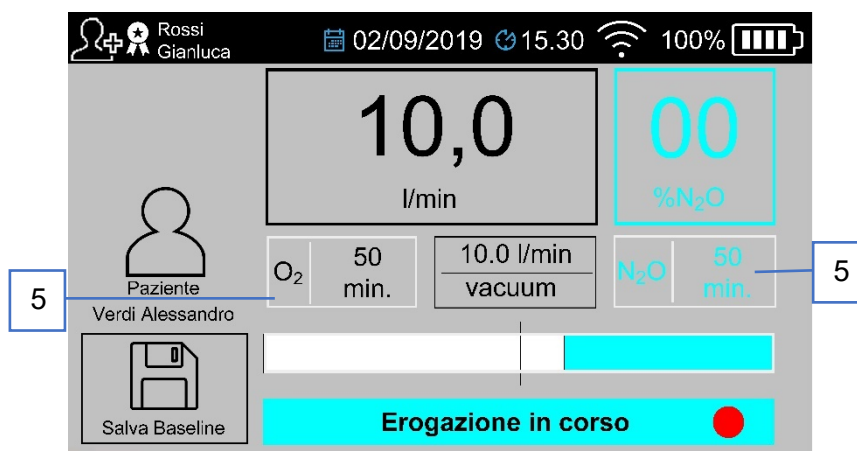 Rossi
Gianluca
02/09/2019
15.30
100%
10,0
l/min
00
%N₂O
Paziente
Verdi Alessandro
O₂
50
min.
10.0 l/min
vacuum
N₂O
50
min.
5
5
Salva Baseline
Erogazione in corso